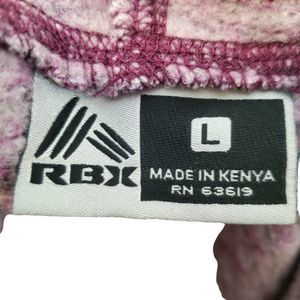 RBX
L
MADE IN KENYA
RN 63619